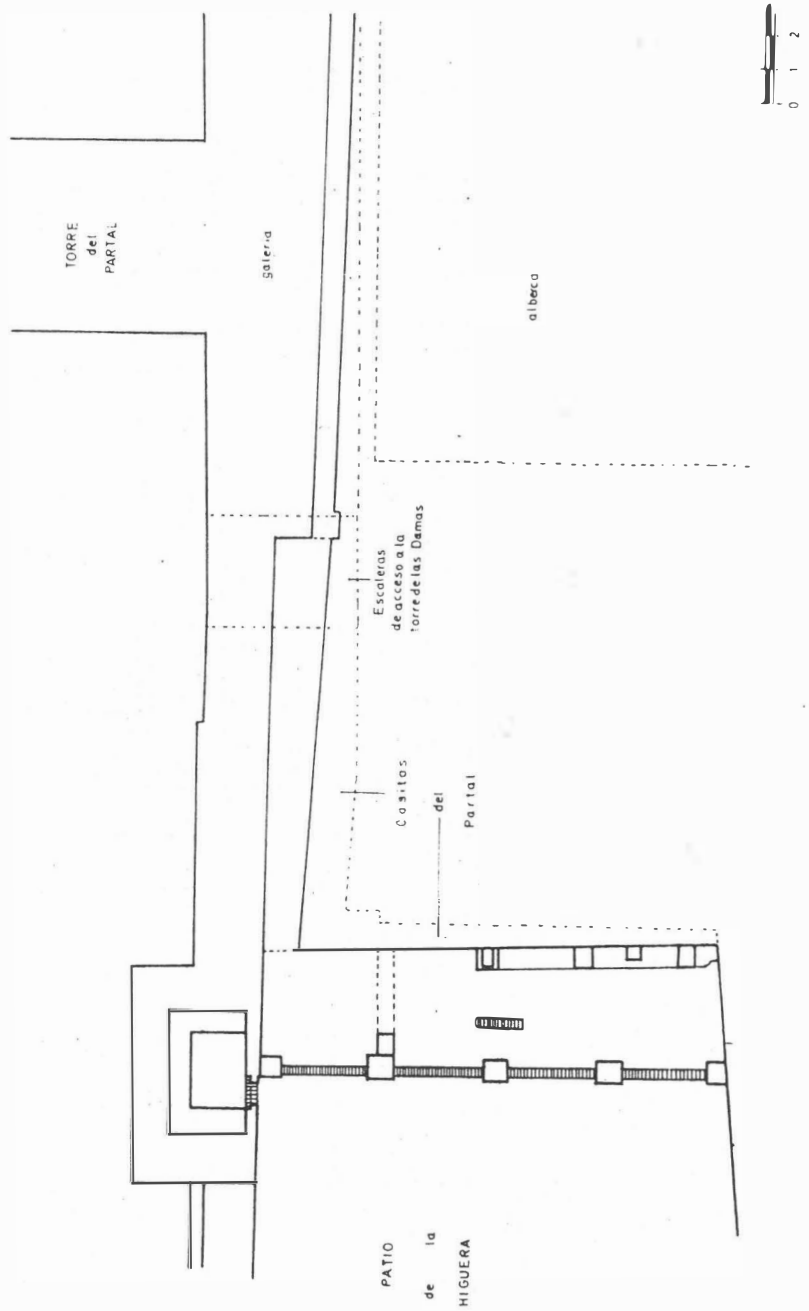 TORRE
del
PARTAL
galeria
alberca
Escaleras
de acceso a la
torre de las Damas
Casitas
del
Partal
PATIO
de la
HIGUERA
0 1 2